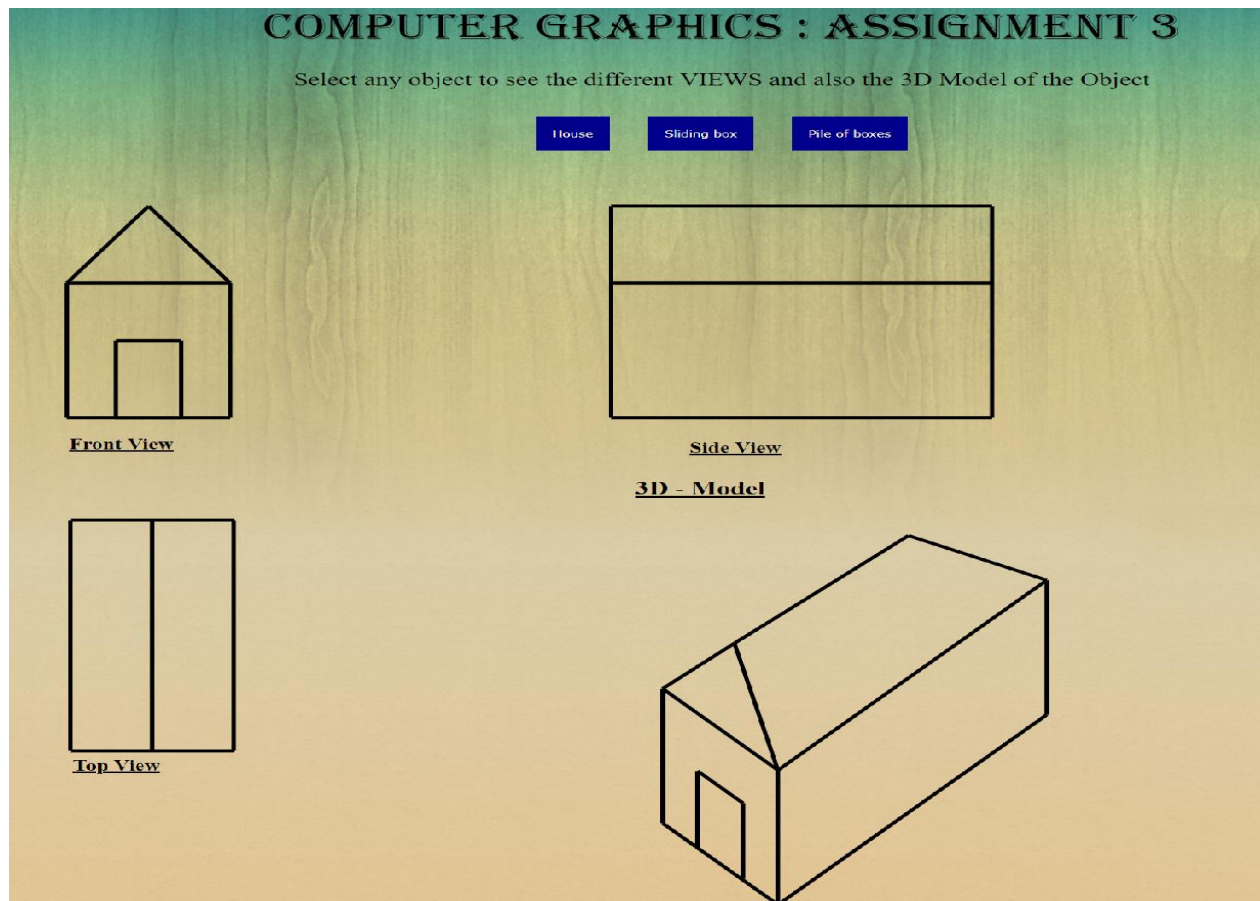 COMPUTER GRAPHICS : ASSIGNMENT 3
Select any object to see the different VIEWS and also the 3D Model of the Object
House
Sliding box
Pile of boxes
Front View
Side View
3D - Model
Top View